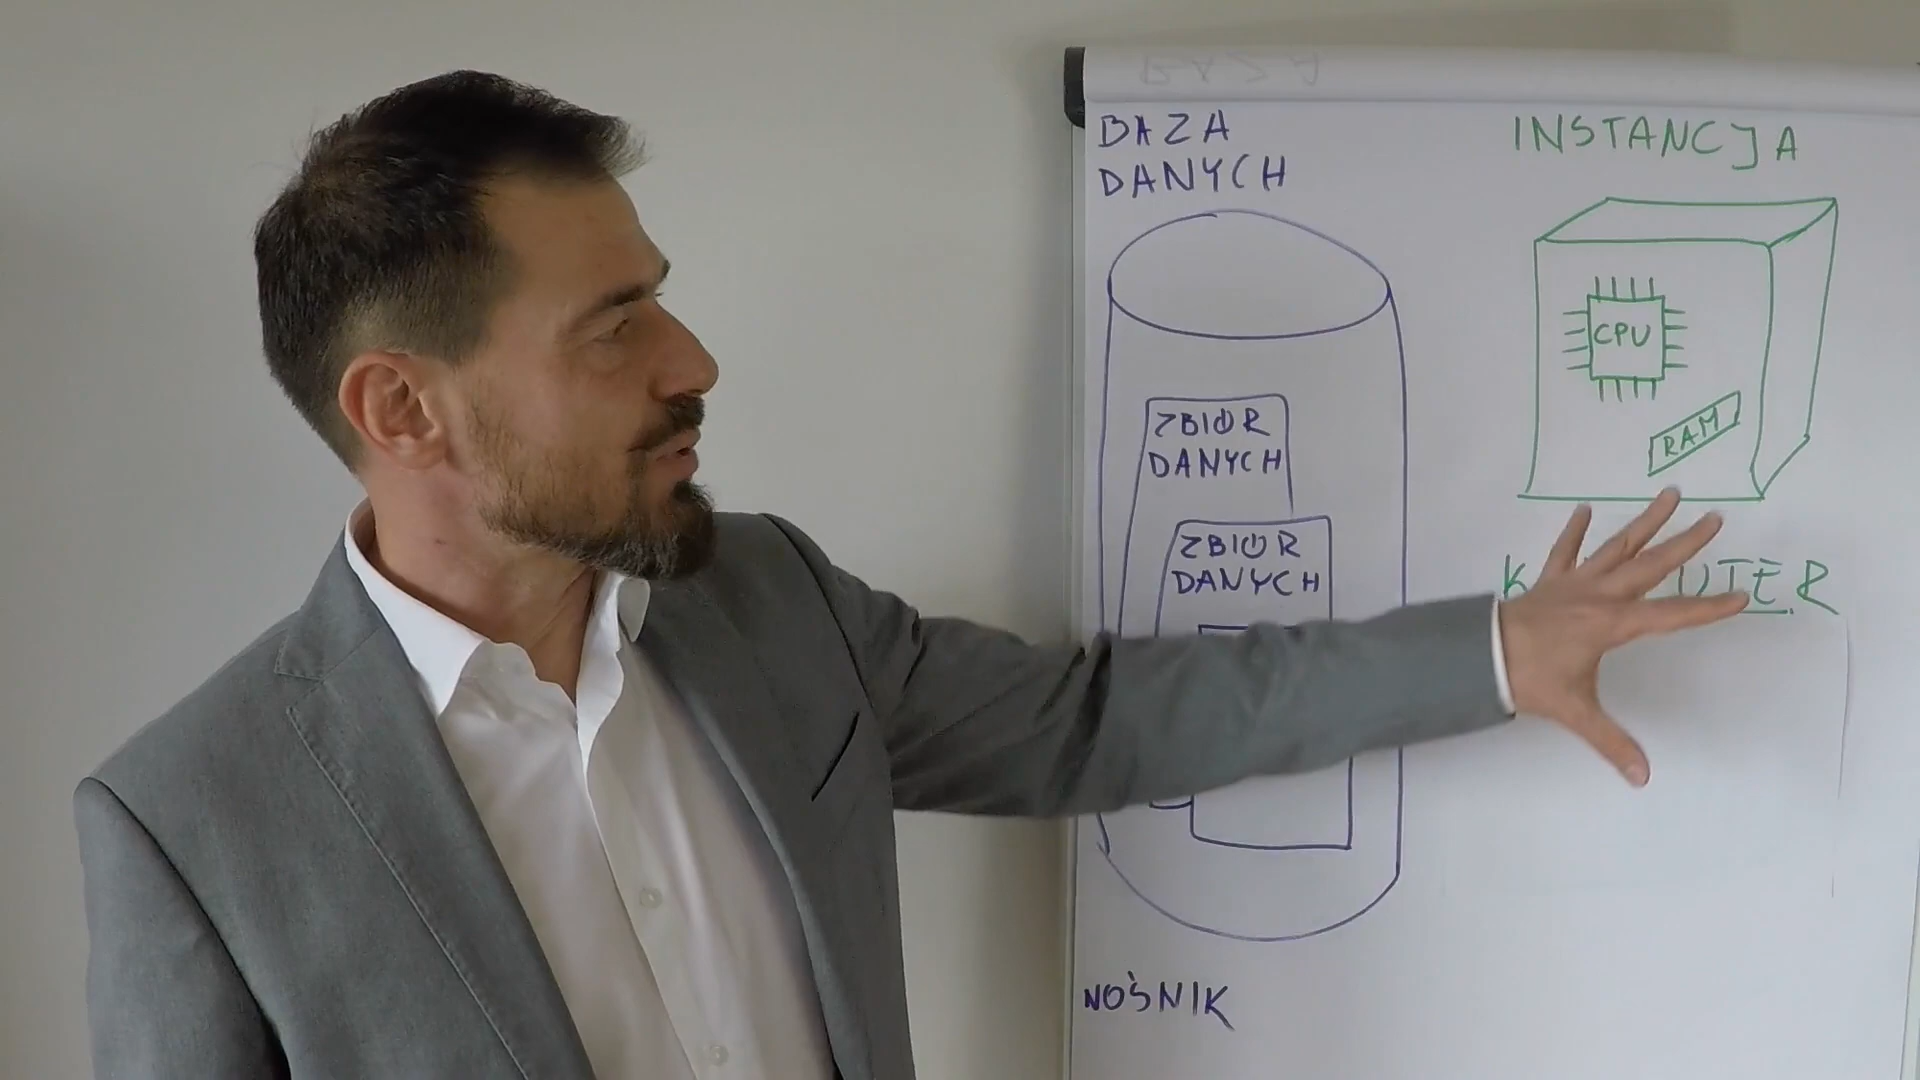 BAZA
DANYCH
ZBIÓR
DANYCH
ZBIÓR
DANYCH
NOŚNIK
INSTANCJA
CPU
RAM